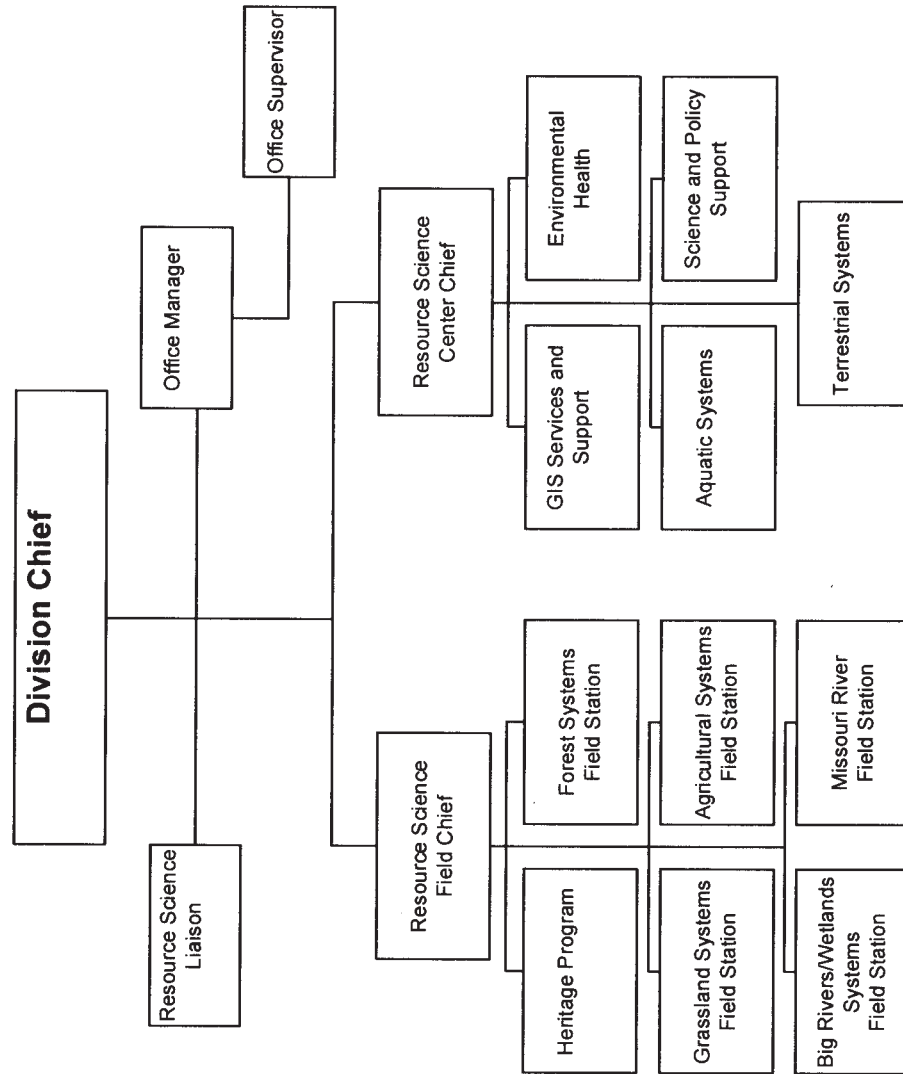 Division Chief
Resource Science
Liaison
Office Manager
Office Supervisor
Resource Science
Field Chief
Resource Science
Center Chief
Heritage Program
Forest Systems
Field Station
Grassland Systems
Field Station
Agricultural Systems
Field Station
Big Rivers/Wetlands
Systems
Field Station
Missouri River
Field Station
GIS Services and
Support
Environmental
Health
Aquatic Systems
Science and Policy
Support
Terrestrial Systems